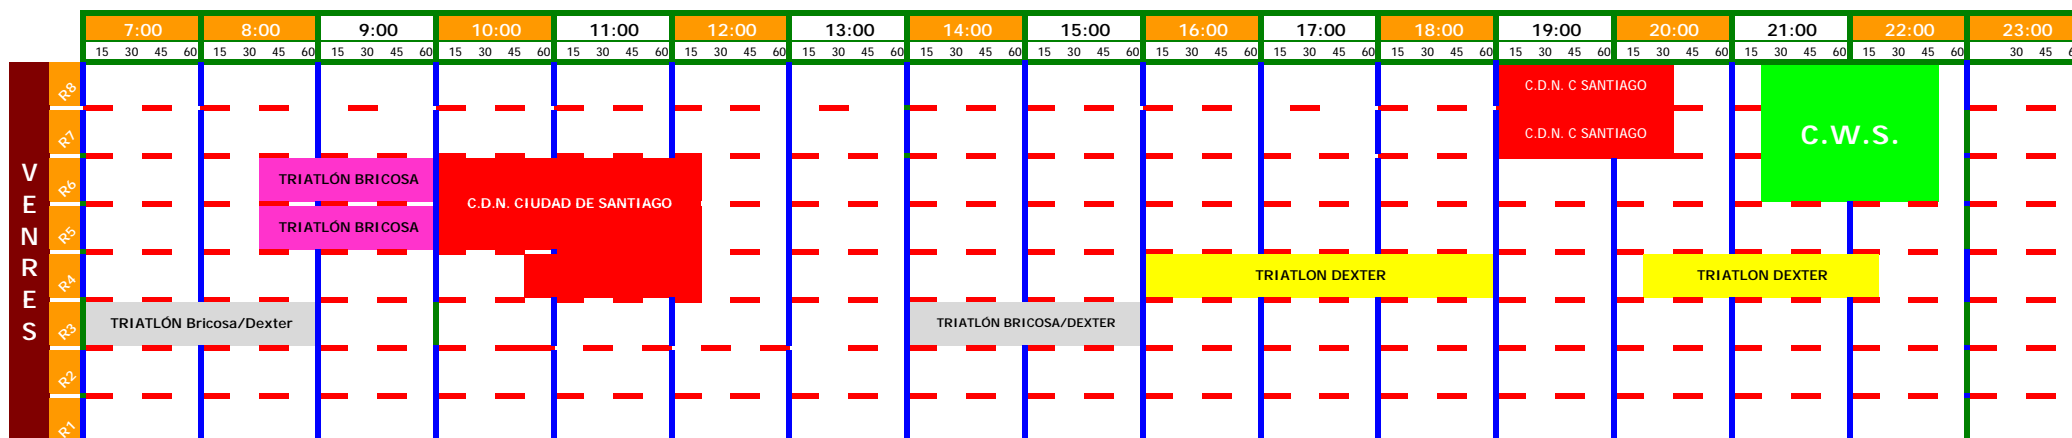 7:00 8:00 9:00 10:00 11:00 12:00 13:00 14:00 15:00 16:00 17:00 18:00 19:00 20:00 21:00 22:00 23:00
15 30 45 60 15 30 45 60 15 30 45 60 15 30 45 60 15 30 45 60 15 30 45 60 15 30 45 60 15 30 45 60 15 30 45 60 15 30 45 60 15 30 45 60 15 30 45 60 15 30 45 60 15 30 45 60 15 30 45 60 15 30 45 60 30 45
VENRES
R8 C.D.N. C SANTIAGO
R7 C.D.N. C SANTIAGO C.W.S.
R6 TRIATLÓN BRICOSA
C.D.N. CIUDAD DE SANTIAGO
R5 TRIATLÓN BRICOSA
R4 TRIATLON DEXTER TRIATLON DEXTER
R3 TRIATLÓN Bricosa/Dexter TRIATLÓN BRICOSA/DEXTER
R2
R1